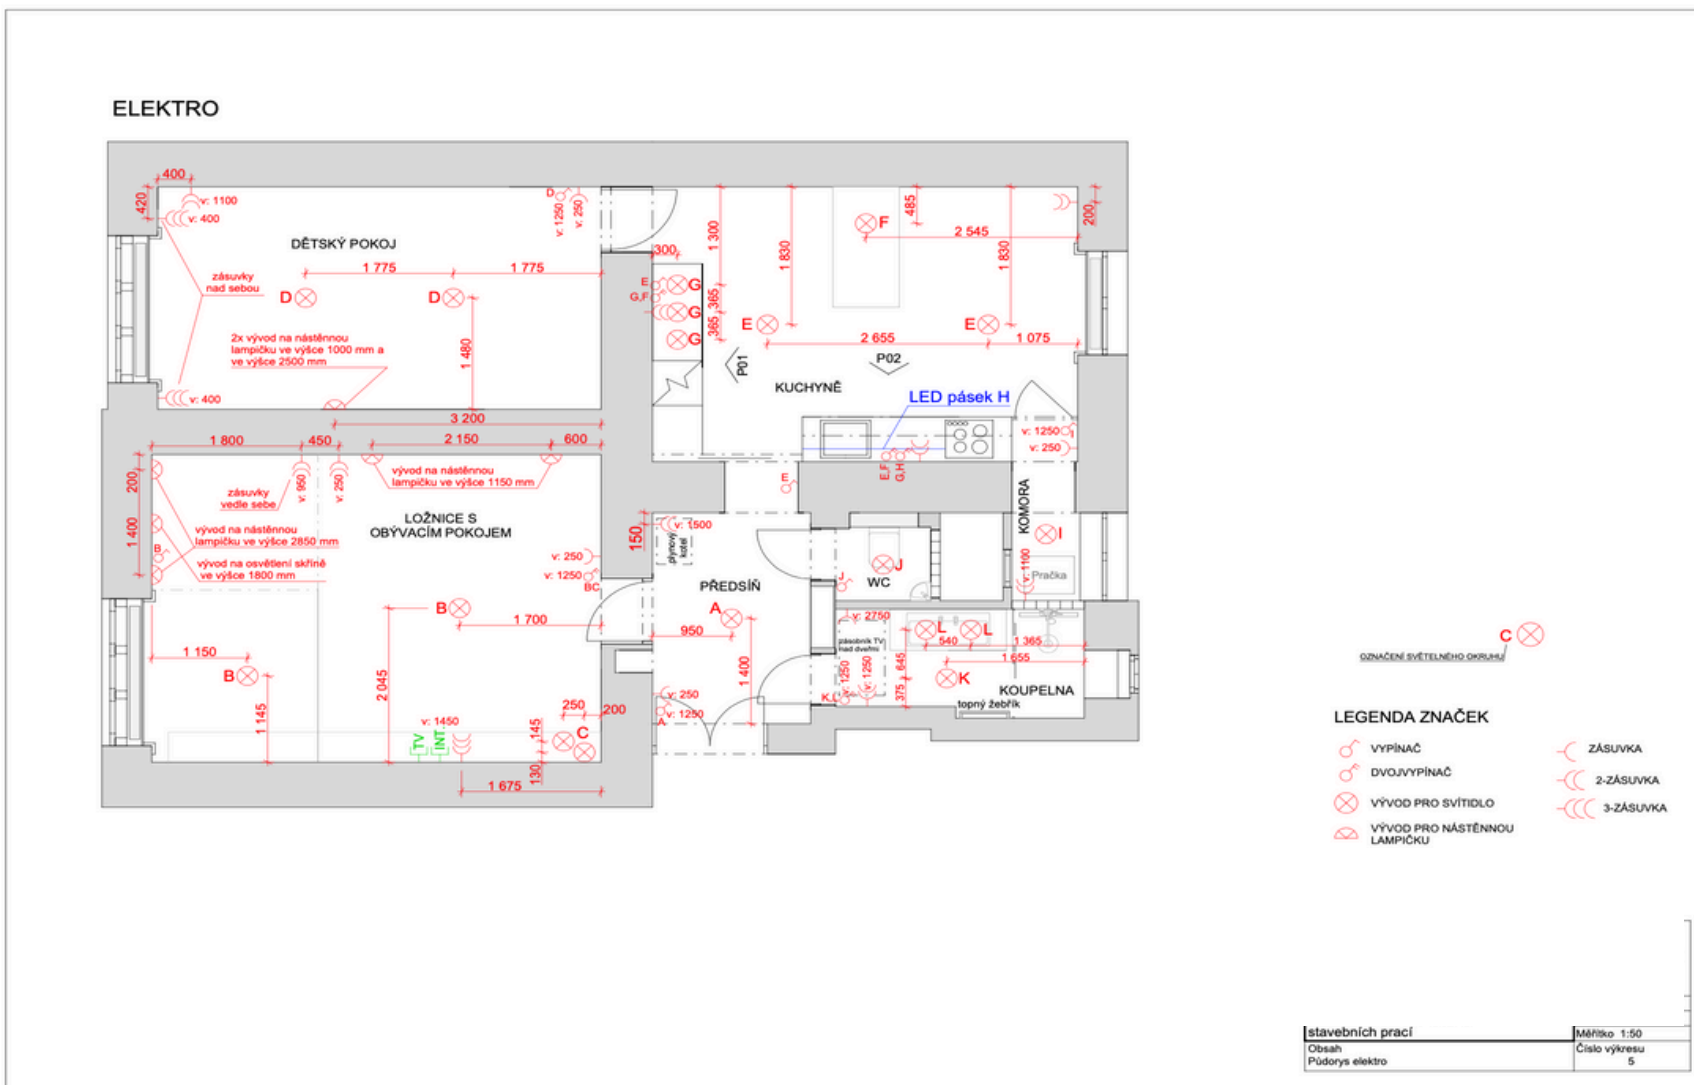 ELEKTRO
400
420
v: 1100
v: 400
DĚTSKÝ POKOJ
zásuvky
nad sebou
1 775
1 775
D
D
D
v: 1250
v: 250
2x vývod na nástěnnou
lampičku ve výšce 1000 mm a
ve výšce 2500 mm
1 480
v: 400
3 200
300
1 300
365
365
E
G,F
G
G
G
1 830
485
F
2 545
1 830
200
E
E
2 655
1 075
P01
P02
KUCHYNĚ
LED pásek H
v: 1250
v: 250
E,F
G,H
E
1 800
450
2 150
600
200
1 400
v: 950
v: 250
zásuvky
vedle sebe
vývod na nástěnnou
lampičku ve výšce 1150 mm
LOŽNICE S
OBÝVACÍM POKOJEM
vývod na nástěnnou
lampičku ve výšce 2850 mm
B
vývod na osvětlení skříně
ve výšce 1800 mm
v: 250
v: 1250
BC
B
1 700
1 150
B
1 145
2 045
v: 1450
TV
INT.
250
200
C
145
130
1 675
150
v: 1500
plynový
kotel
PŘEDSÍŇ
A
950
1 400
v: 250
v: 1250
A
J
WC
J
KOMORA
I
v: 1100
Pračka
v: 2750
zásobník TV
nad dveřmi
L
L
540
1 365
1 655
645
375
v: 1250
v: 1250
K,L
K
KOUPELNA
topný žebřík
C
OZNAČENÍ SVĚTELNÉHO OKRUHU
LEGENDA ZNAČEK
VYPÍNAČ
DVOJVYPÍNAČ
VÝVOD PRO SVÍTIDLO
VÝVOD PRO NÁSTĚNNOU
LAMPIČKU
ZÁSUVKA
2-ZÁSUVKA
3-ZÁSUVKA
stavebních prací
Měřítko 1:50
Obsah
Půdorys elektro
Číslo výkresu
5